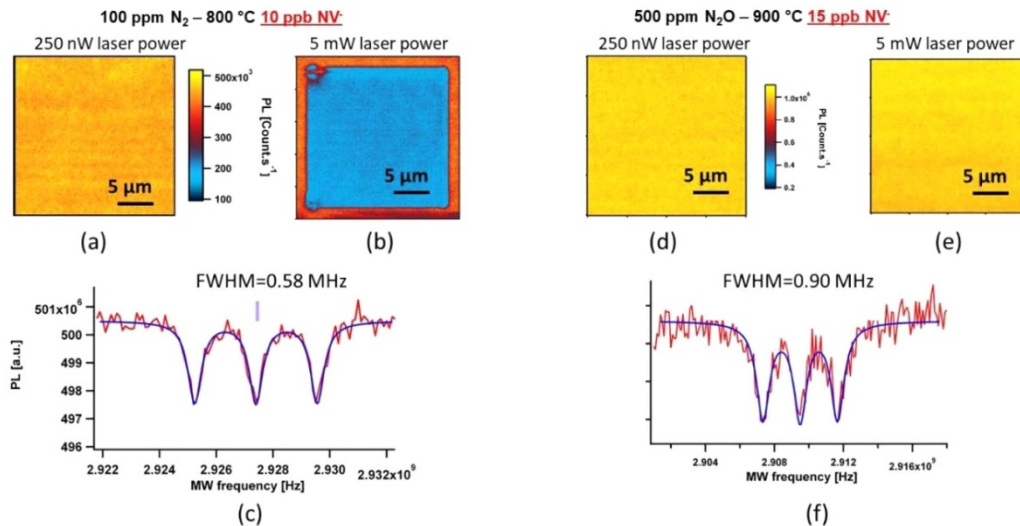 100 ppm N₂ – 800 °C 10 ppb NV⁻
500 ppm N₂O – 900 °C 15 ppb NV⁻
250 nW laser power
5 mW laser power
250 nW laser power
5 mW laser power
500x10³
400
300
200
100
PL [Count.s⁻¹]
1.0x10⁶
0.8
0.6
0.4
0.2
PL [Count.s⁻¹]
5 µm
5 µm
5 µm
5 µm
(a)
(b)
(d)
(e)
FWHM=0.58 MHz
FWHM=0.90 MHz
501x10⁶
500
499
498
497
496
PL [a.u.]
2.922
2.924
2.926
2.928
2.930
2.932x10⁹
MW frequency [Hz]
2.904
2.908
2.912
2.916x10⁹
MW frequency [Hz]
(c)
(f)